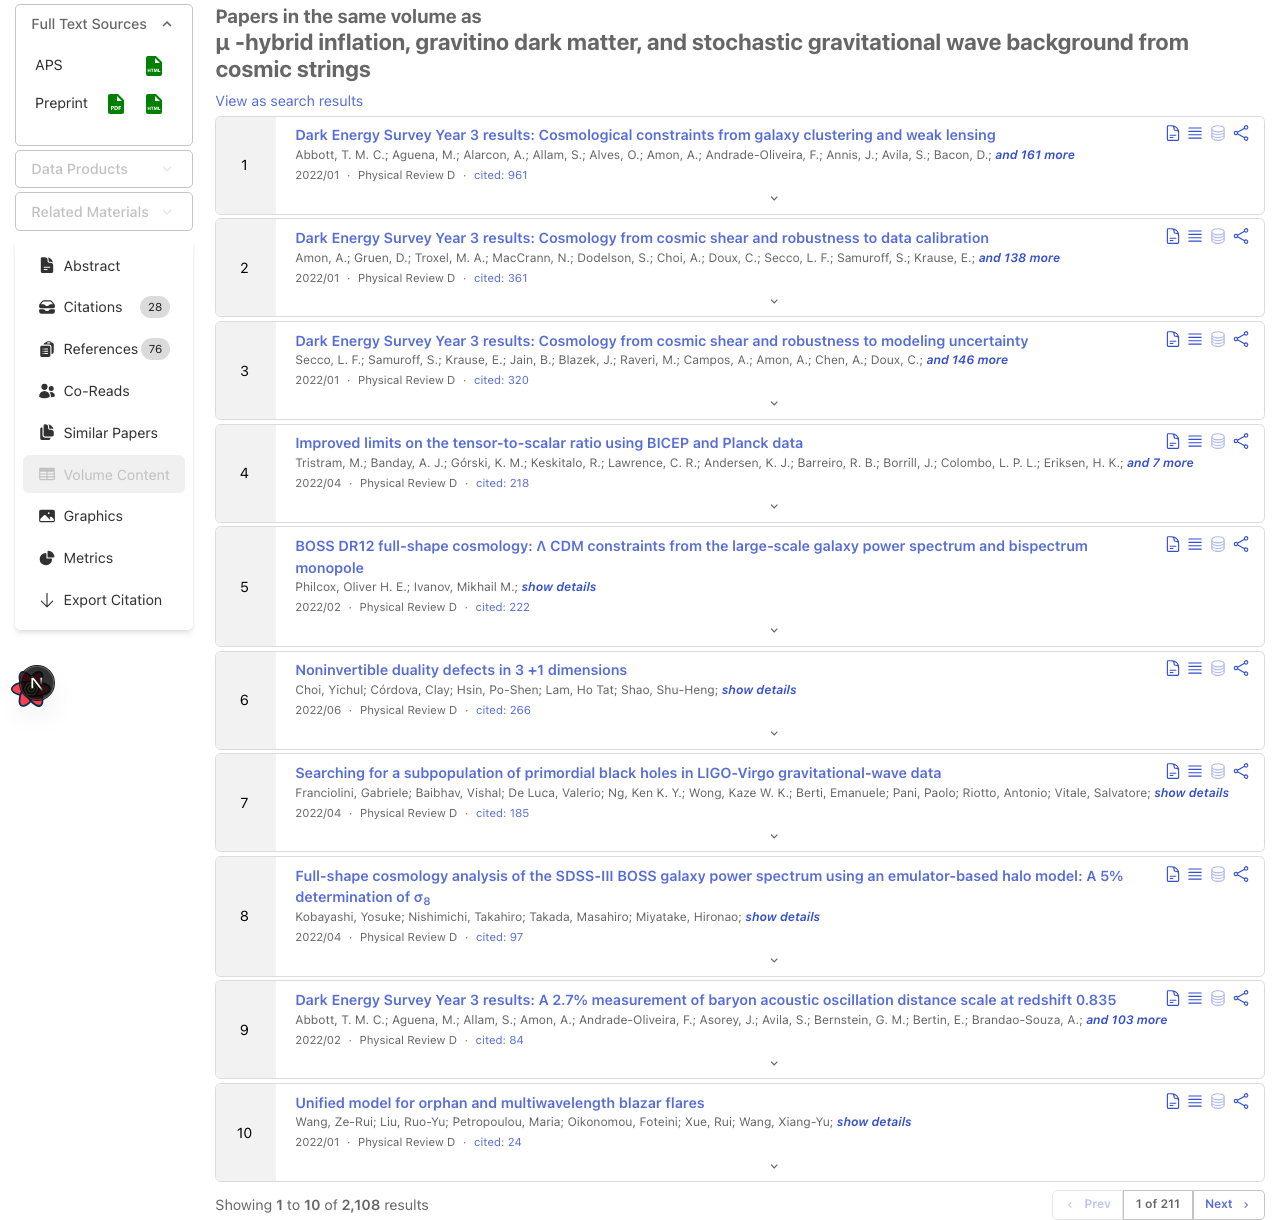 Full Text Sources
APS
HTML
Preprint
PDF
HTML
Data Products
Related Materials
Abstract
Citations 28
References 76
Co-Reads
Similar Papers
Volume Content
Graphics
Metrics
Export Citation
N
Papers in the same volume as
μ -hybrid inflation, gravitino dark matter, and stochastic gravitational wave background from
cosmic strings
View as search results
1
Dark Energy Survey Year 3 results: Cosmological constraints from galaxy clustering and weak lensing
Abbott, T. M. C.; Aguena, M.; Alarcon, A.; Allam, S.; Alves, O.; Amon, A.; Andrade-Oliveira, F.; Annis, J.; Avila, S.; Bacon, D.; and 161 more
2022/01 · Physical Review D · cited: 961
2
Dark Energy Survey Year 3 results: Cosmology from cosmic shear and robustness to data calibration
Amon, A.; Gruen, D.; Troxel, M. A.; MacCrann, N.; Dodelson, S.; Choi, A.; Doux, C.; Secco, L. F.; Samuroff, S.; Krause, E.; and 138 more
2022/01 · Physical Review D · cited: 361
3
Dark Energy Survey Year 3 results: Cosmology from cosmic shear and robustness to modeling uncertainty
Secco, L. F.; Samuroff, S.; Krause, E.; Jain, B.; Blazek, J.; Raveri, M.; Campos, A.; Amon, A.; Chen, A.; Doux, C.; and 146 more
2022/01 · Physical Review D · cited: 320
4
Improved limits on the tensor-to-scalar ratio using BICEP and Planck data
Tristram, M.; Banday, A. J.; Górski, K. M.; Keskitalo, R.; Lawrence, C. R.; Andersen, K. J.; Barreiro, R. B.; Borrill, J.; Colombo, L. P. L.; Eriksen, H. K.; and 7 more
2022/04 · Physical Review D · cited: 218
5
BOSS DR12 full-shape cosmology: Λ CDM constraints from the large-scale galaxy power spectrum and bispectrum
monopole
Philcox, Oliver H. E.; Ivanov, Mikhail M.; show details
2022/02 · Physical Review D · cited: 222
6
Noninvertible duality defects in 3 +1 dimensions
Choi, Yichul; Córdova, Clay; Hsin, Po-Shen; Lam, Ho Tat; Shao, Shu-Heng; show details
2022/06 · Physical Review D · cited: 266
7
Searching for a subpopulation of primordial black holes in LIGO-Virgo gravitational-wave data
Franciolini, Gabriele; Baibhav, Vishal; De Luca, Valerio; Ng, Ken K. Y.; Wong, Kaze W. K.; Berti, Emanuele; Pani, Paolo; Riotto, Antonio; Vitale, Salvatore; show details
2022/04 · Physical Review D · cited: 185
8
Full-shape cosmology analysis of the SDSS-III BOSS galaxy power spectrum using an emulator-based halo model: A 5%
determination of σ8
Kobayashi, Yosuke; Nishimichi, Takahiro; Takada, Masahiro; Miyatake, Hironao; show details
2022/04 · Physical Review D · cited: 97
9
Dark Energy Survey Year 3 results: A 2.7% measurement of baryon acoustic oscillation distance scale at redshift 0.835
Abbott, T. M. C.; Aguena, M.; Allam, S.; Amon, A.; Andrade-Oliveira, F.; Asorey, J.; Avila, S.; Bernstein, G. M.; Bertin, E.; Brandao-Souza, A.; and 103 more
2022/02 · Physical Review D · cited: 84
10
Unified model for orphan and multiwavelength blazar flares
Wang, Ze-Rui; Liu, Ruo-Yu; Petropoulou, Maria; Oikonomou, Foteini; Xue, Rui; Wang, Xiang-Yu; show details
2022/01 · Physical Review D · cited: 24
Showing 1 to 10 of 2,108 results
Prev 1 of 211 Next